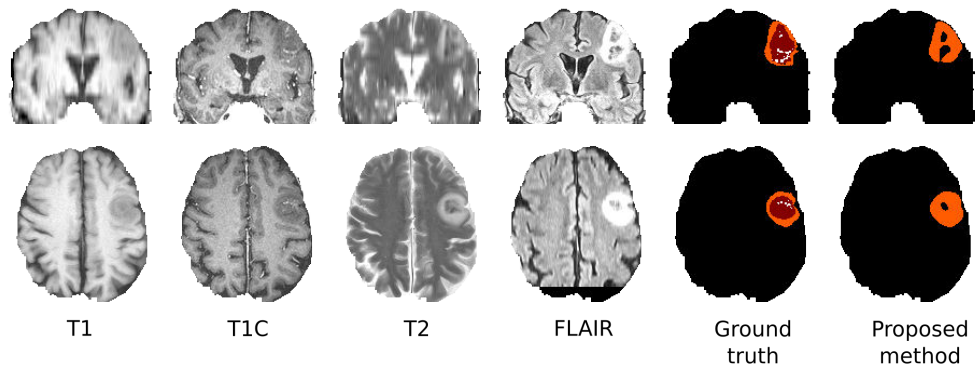 T1
T1C
T2
FLAIR
Ground
truth
Proposed
method